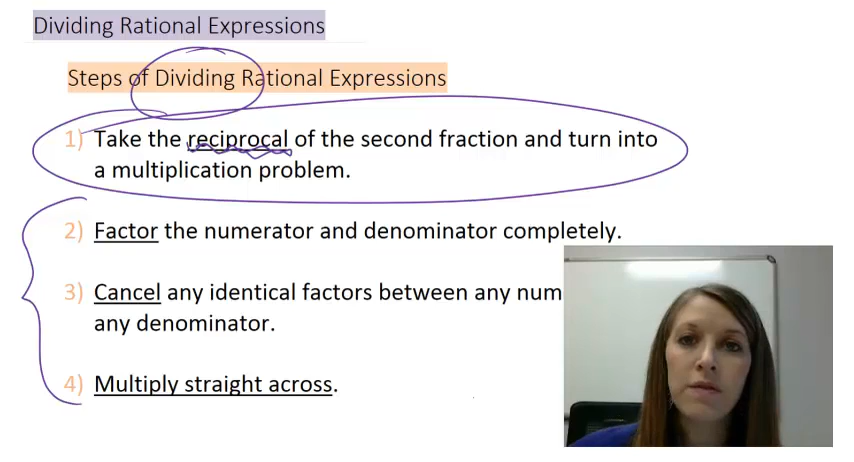 Dividing Rational Expressions
Steps of Dividing Rational Expressions
1) Take the reciprocal of the second fraction and turn into
a multiplication problem.
2) Factor the numerator and denominator completely.
3) Cancel any identical factors between any num
any denominator.
4) Multiply straight across.